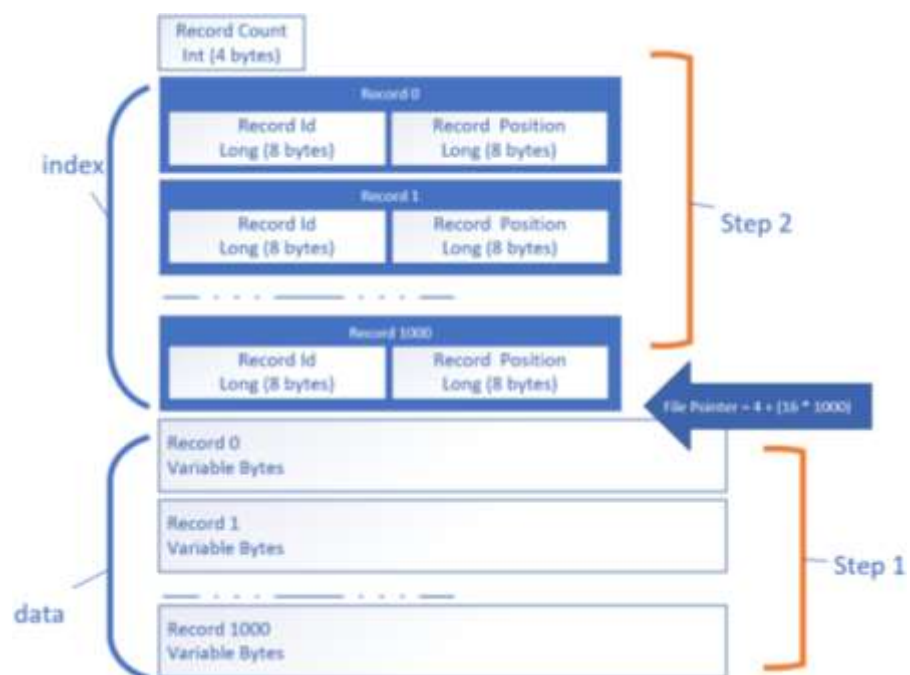 Record Count
Int (4 bytes)
Record 0
Record Id
Long (8 bytes)
Record Position
Long (8 bytes)
index
Record 1
Record Id
Long (8 bytes)
Record Position
Long (8 bytes)
Step 2
Record 1000
Record Id
Long (8 bytes)
Record Position
Long (8 bytes)
File Pointer = 4 + (16 * 1000)
Record 0
Variable Bytes
Record 1
Variable Bytes
Step 1
data
Record 1000
Variable Bytes